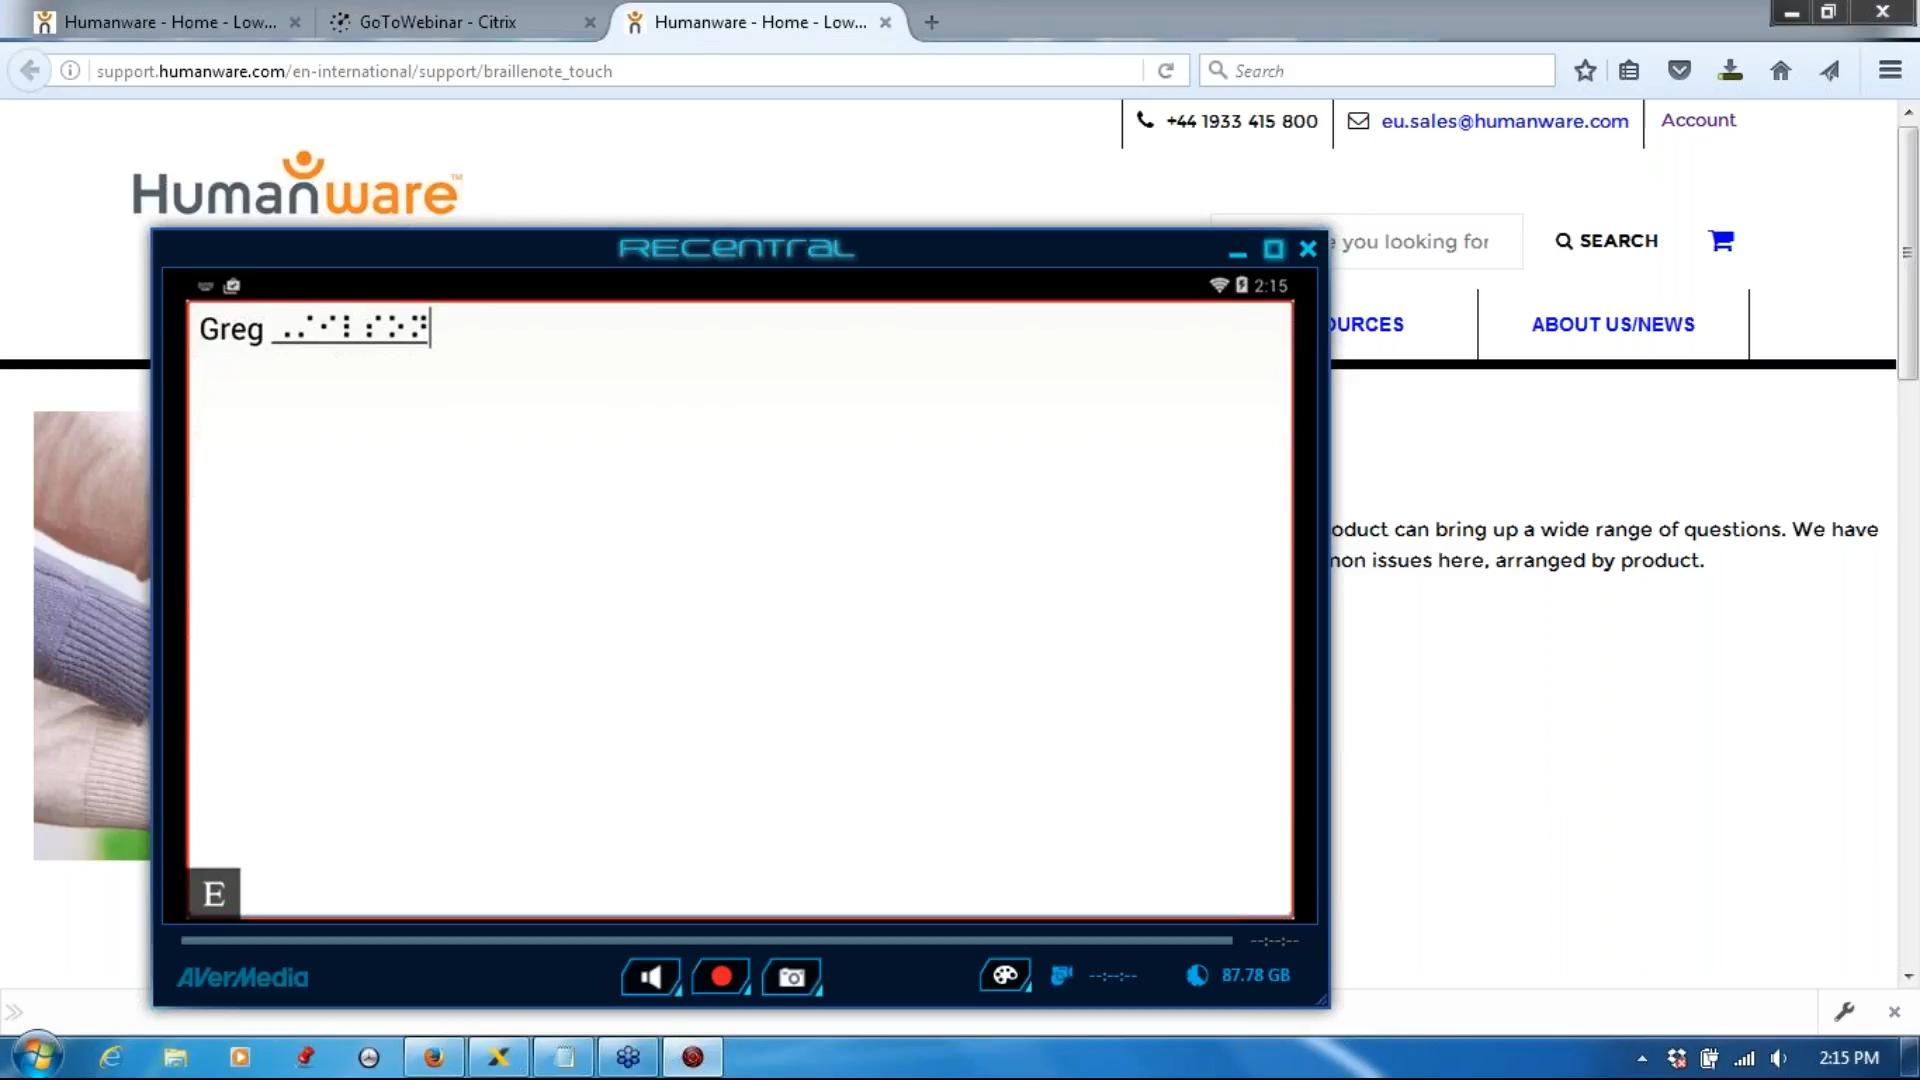 Humanware - Home - Low...
GoToWebinar - Citrix
Humanware - Home - Low...
support.humanware.com/en-international/support/braillenote_touch
Search
+44 1933 415 800
eu.sales@humanware.com
Account
Humanware™
RECentral
e you looking for
SEARCH
2:15
Greg
OURCES
ABOUT US/NEWS
oduct can bring up a wide range of questions. We have
mon issues here, arranged by product.
E
--:--:--
AVerMedia
--:--:--
87.78 GB
2:15 PM